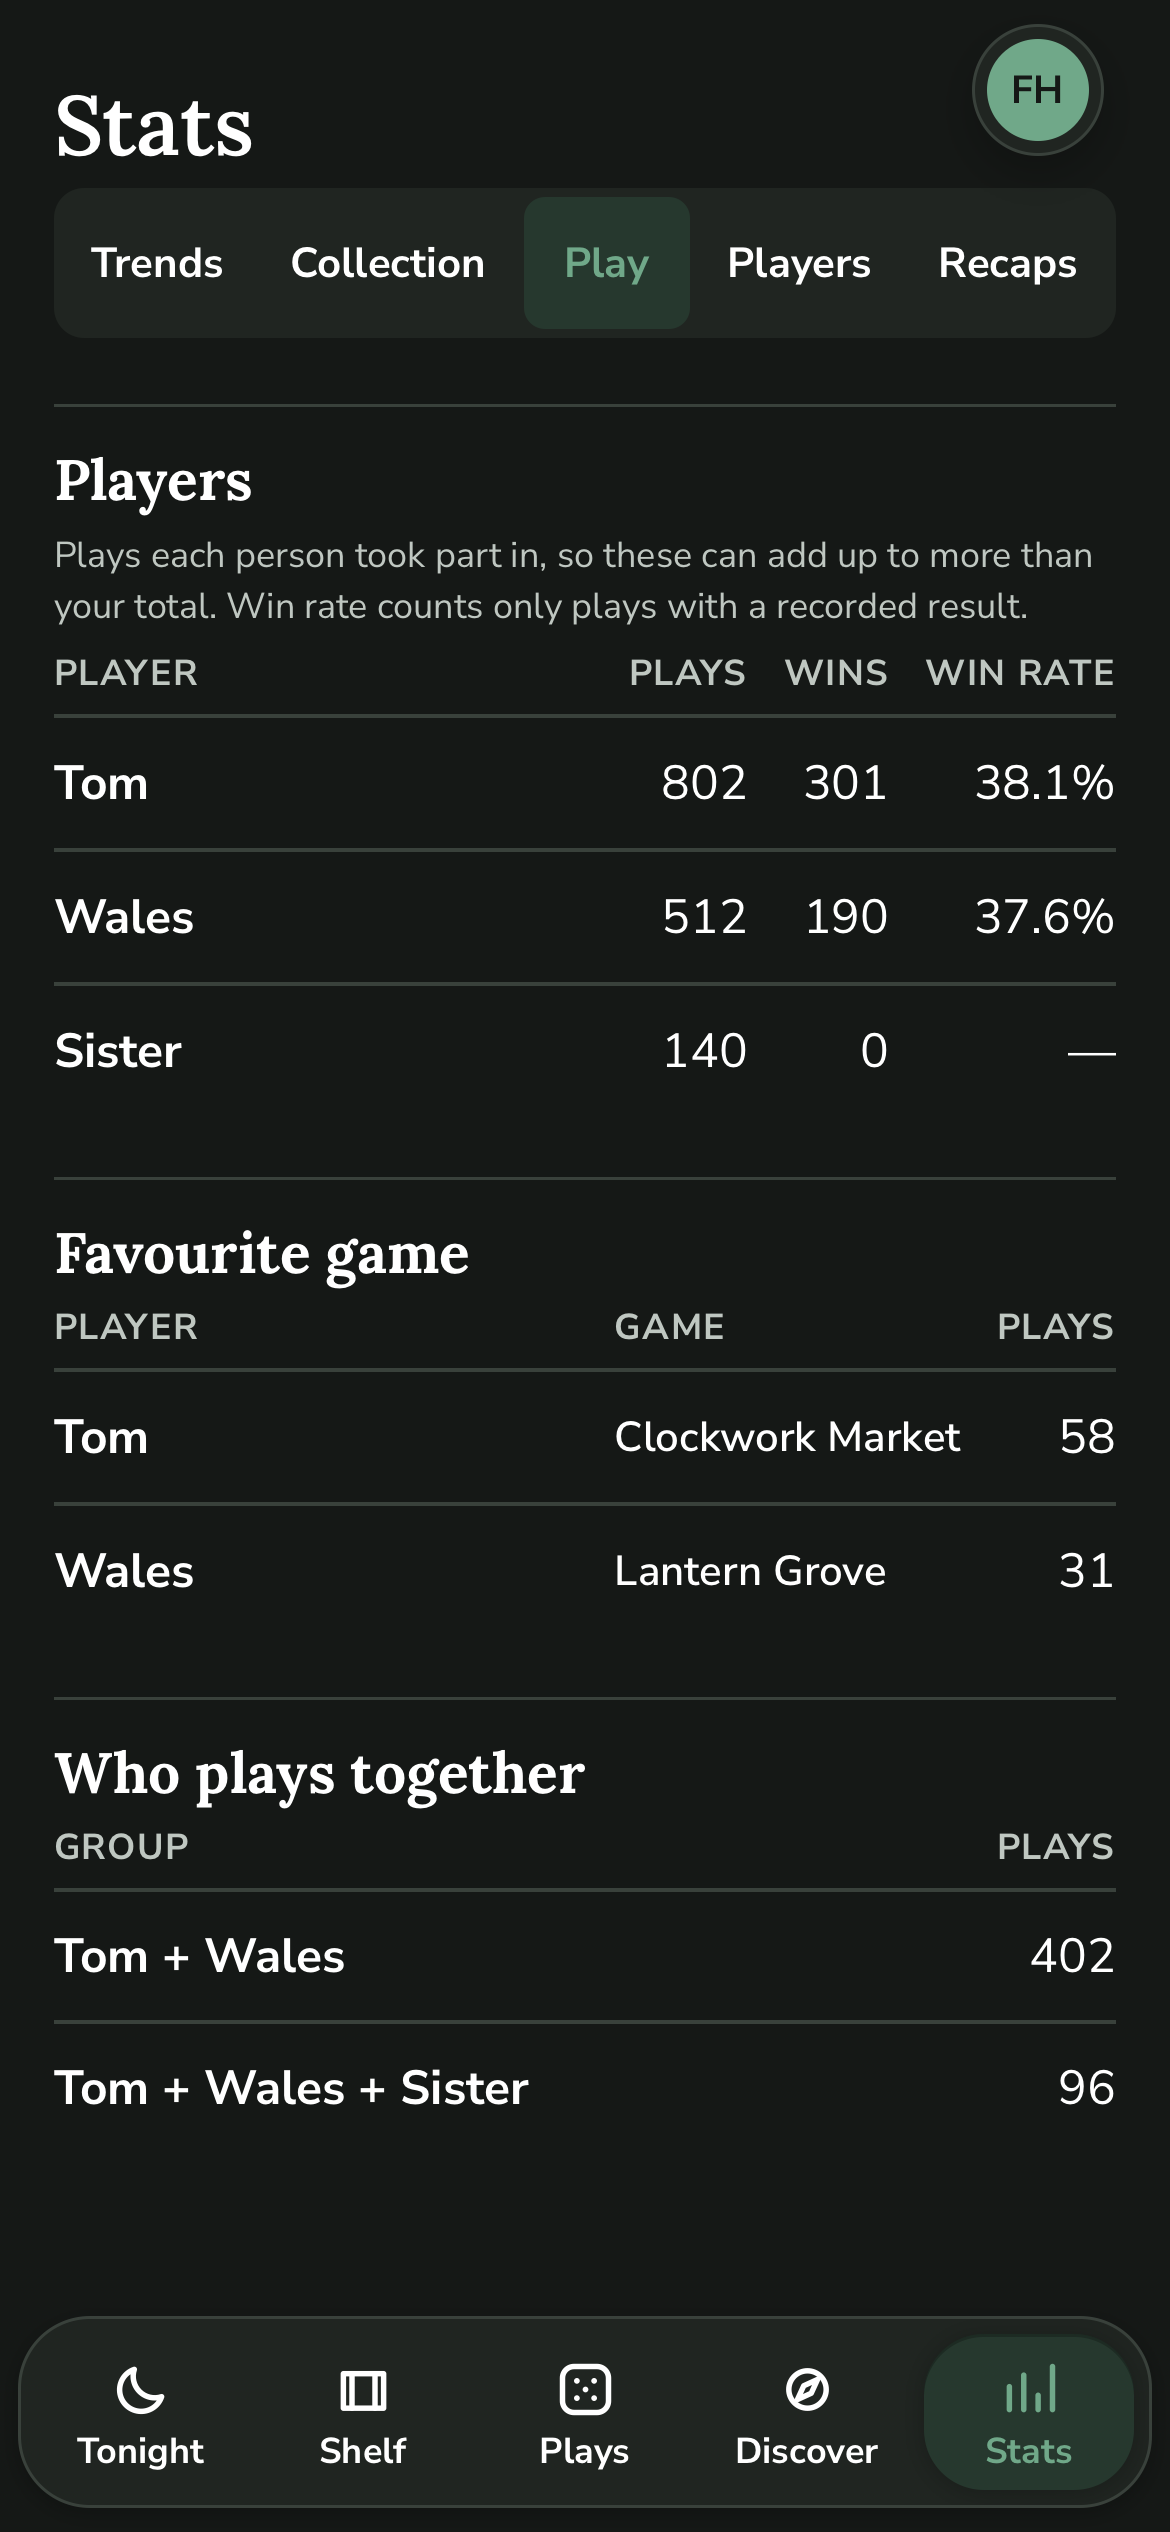 Stats
FH
Trends Collection Play Players Recaps
Players
Plays each person took part in, so these can add up to more than
your total. Win rate counts only plays with a recorded result.
PLAYER PLAYS WINS WIN RATE
Tom 802 301 38.1%
Wales 512 190 37.6%
Sister 140 0 —
Favourite game
PLAYER GAME PLAYS
Tom Clockwork Market 58
Wales Lantern Grove 31
Who plays together
GROUP PLAYS
Tom + Wales 402
Tom + Wales + Sister 96
Tonight Shelf Plays Discover Stats